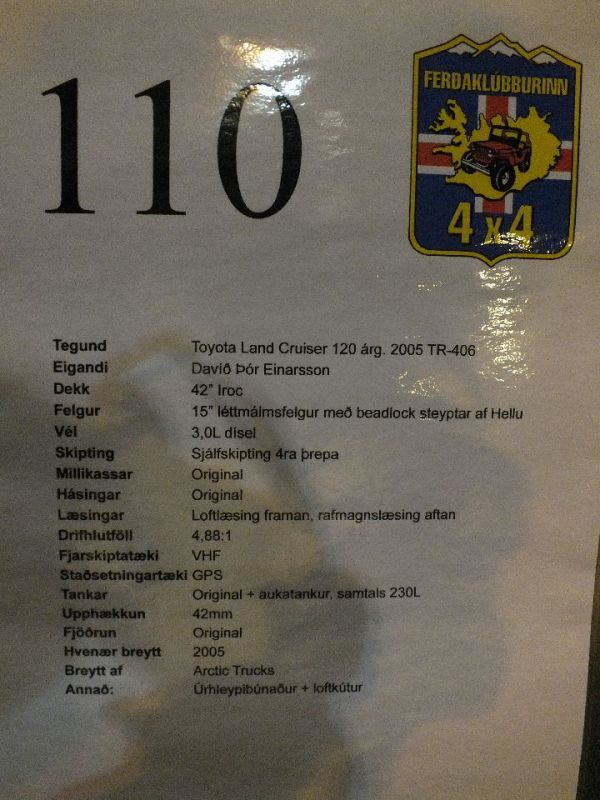 110
FERÐAKLÚBBURINN
4x4
Tegund Toyota Land Cruiser 120 árg. 2005 TR-406
Eigandi Davíð Þór Einarsson
Dekk 42" Iroc
Felgur 15" léttmálmsfelgur með beadlock steyptar af Hellu
Vél 3,0L dísel
Skipting Sjálfskipting 4ra þrepa
Millikassar Original
Hásingar Original
Læsingar Loftlæsing framan, rafmagnslæsing aftan
Drifhlutföll 4,88:1
Fjarskiptatæki VHF
Staðsetningartæki GPS
Tankar Original + aukatankur, samtals 230L
Upphækkun 42mm
Fjöðrun Original
Hvenær breytt 2005
Breytt af Arctic Trucks
Annað: Úrhleypibúnaður + loftkútur